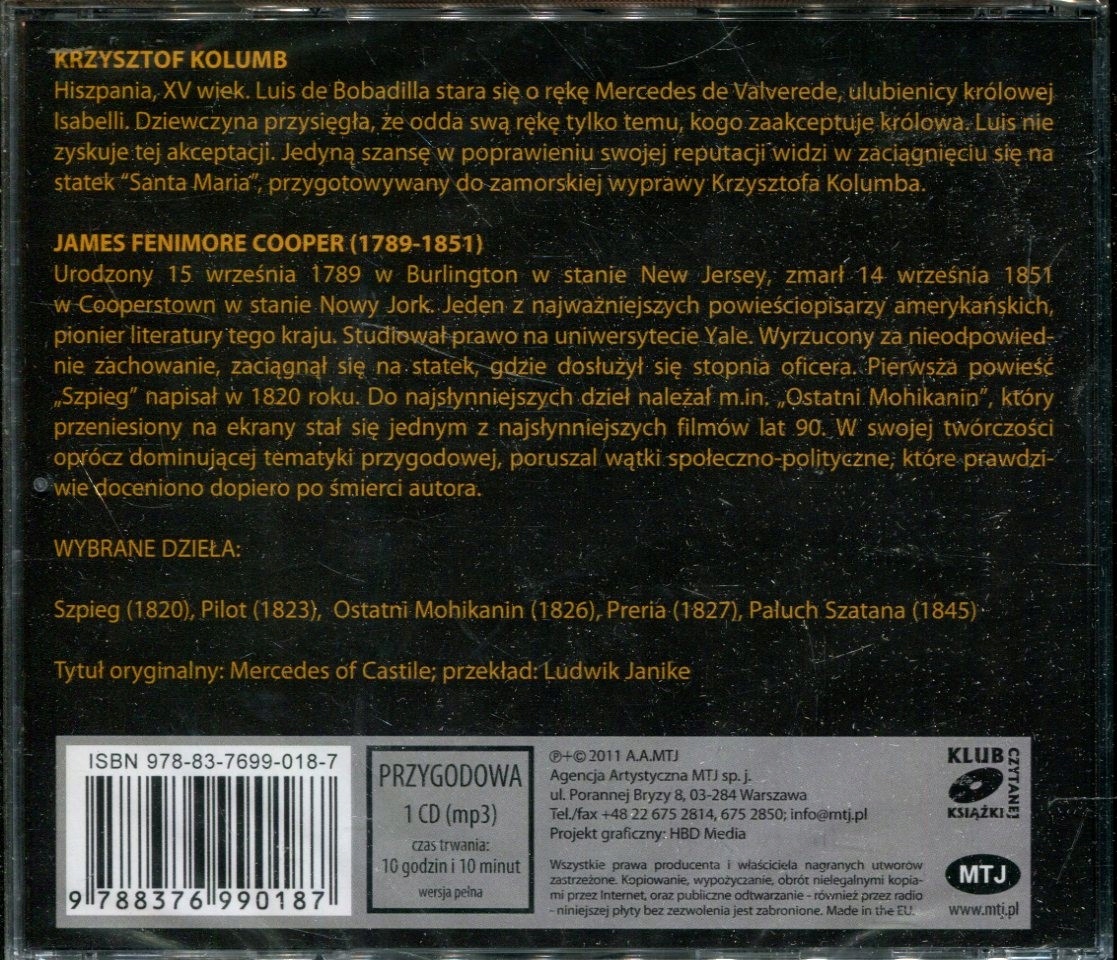 KRZYSZTOF KOLUMB
Hiszpania, XV wiek. Luis de Bobadilla stara się o rękę Mercedes de Valverede, ulubienicy królowej
Isabelli. Dziewczyna przysięgła, że odda swą rękę tylko temu, kogo zaakceptuję królowa. Luis nie
zyskuje tej akceptacji. Jedyną szansę w poprawieniu swojej reputacji widzi w zaciągnięciu się na
statek “Santa Maria”, przygotowywany do zamorskiej wyprawy Krzysztofa Kolumba.
JAMES FENIMORE COOPER (1789-1851)
Urodzony 15 września 1789 w Burlington w stanie New Jersey, zmarł 14 września 1851
w Cooperstown w stanie Nowy Jork. Jeden z najważniejszych powieściopisarzy amerykańskich,
pionier literatury tego kraju. Studiował prawo na uniwersytecie Yale. Wyrzucony za nieodpowied-
nie zachowanie, zaciągnął się na statek, gdzie dosłużył się stopnia oficera. Pierwsza powieść
„Szpieg” napisał w 1820 roku. Do najsłynniejszych dzieł należał m.in. „Ostatni Mohikanin”, który
przeniesiony na ekrany stał się jednym z najsłynniejszych filmów lat 90. W swojej twórczości
oprócz dominującej tematyki przygodowej, poruszal wątki społeczno-polityczne, które prawdzi-
wie doceniono dopiero po śmierci autora.
WYBRANE DZIEŁA:
Szpieg (1820), Pilot (1823), Ostatni Mohikanin (1826), Preria (1827), Paluch Szatana (1845)
Tytuł oryginalny: Mercedes of Castile; przekład: Ludwik Janike
ISBN 978-83-7699-018-7
9 788376 990187
PRZYGODOWA
1 CD (mp3)
czas trwania:
10 godzin i 10 minut
wersja pełna
℗+© 2011 A.A.MTJ
Agencja Artystyczna MTJ sp. j.
ul. Porannej Bryzy 8, 03-284 Warszawa
Tel./fax +48 22 675 2814, 675 2850; info@mtj.pl
Projekt graficzny: HBD Media
Wszystkie prawa producenta i właściciela nagranych utworów
zastrzeżone. Kopiowanie, wypożyczanie, obrót nielegalnymi kopia-
mi przez Internet, oraz publiczne odtwarzanie - również przez radio
- niniejszej płyty bez zezwolenia jest zabronione. Made in the EU.
KLUB
CZYTANEJ
KSIĄŻKI
MTJ
www.mtj.pl